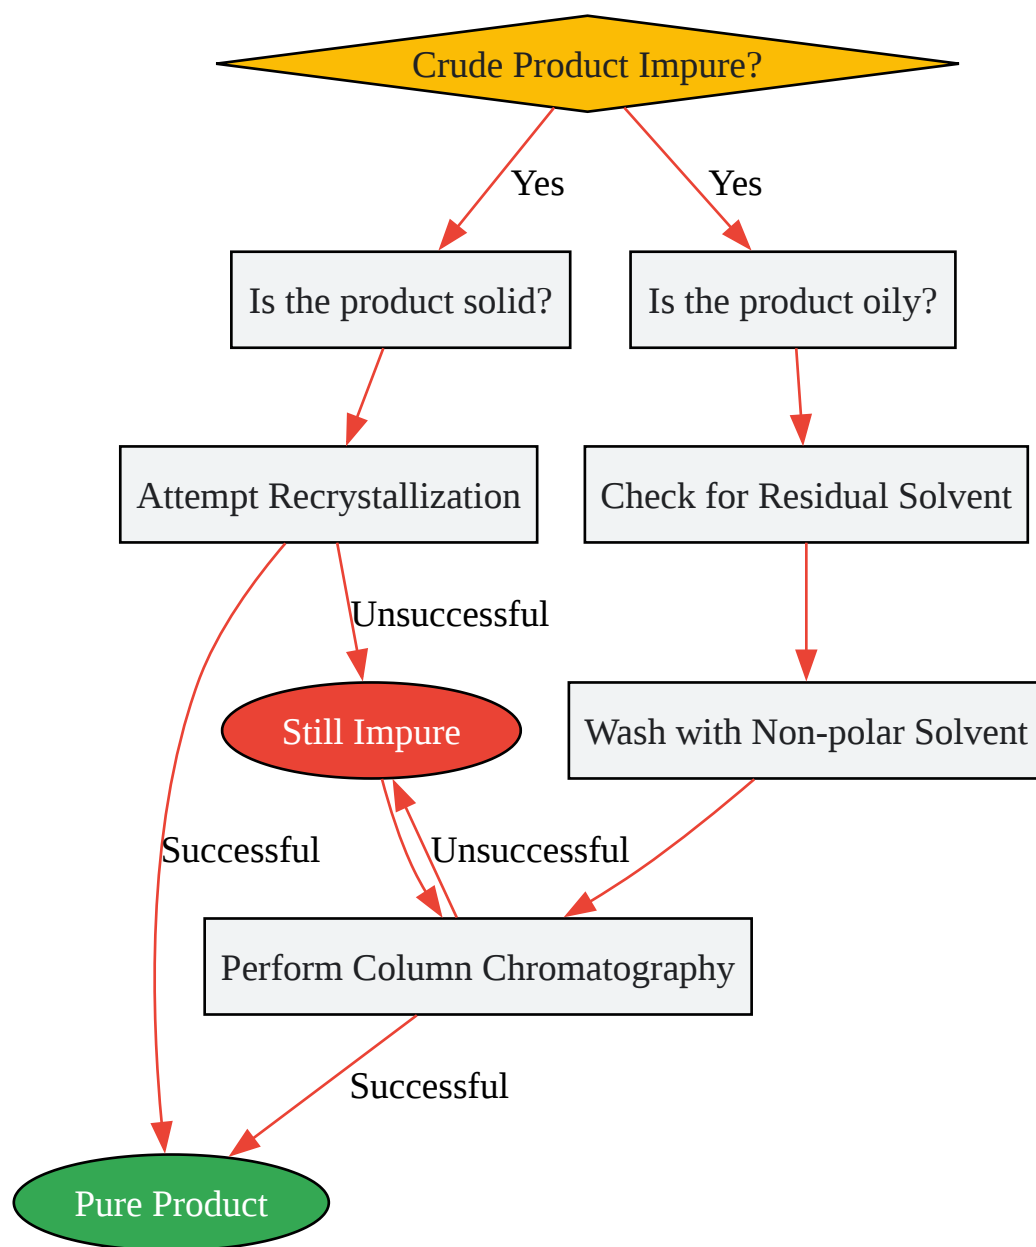 Crude Product Impure?
Yes
Yes
Is the product solid?
Is the product oily?
Attempt Recrystallization
Check for Residual Solvent
Unsuccessful
Still Impure
Wash with Non-polar Solvent
Successful
Unsuccessful
Perform Column Chromatography
Successful
Pure Product